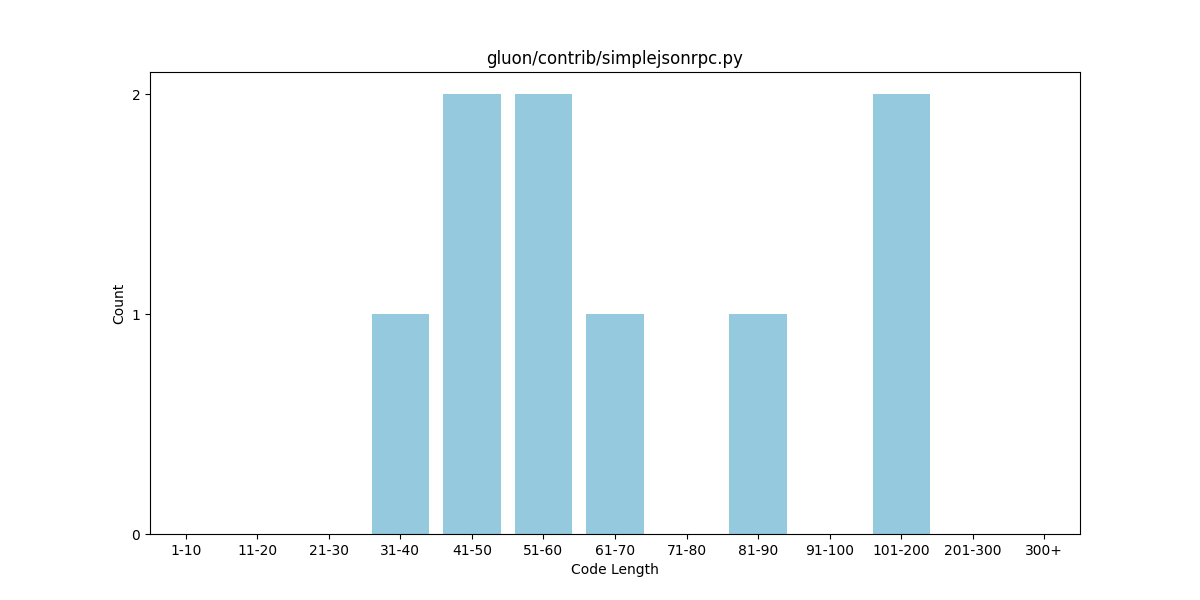 gluon/contrib/simplejsonrpc.py
2
1
0
Count
1-10 11-20 21-30 31-40 41-50 51-60 61-70 71-80 81-90 91-100 101-200 201-300 300+
Code Length